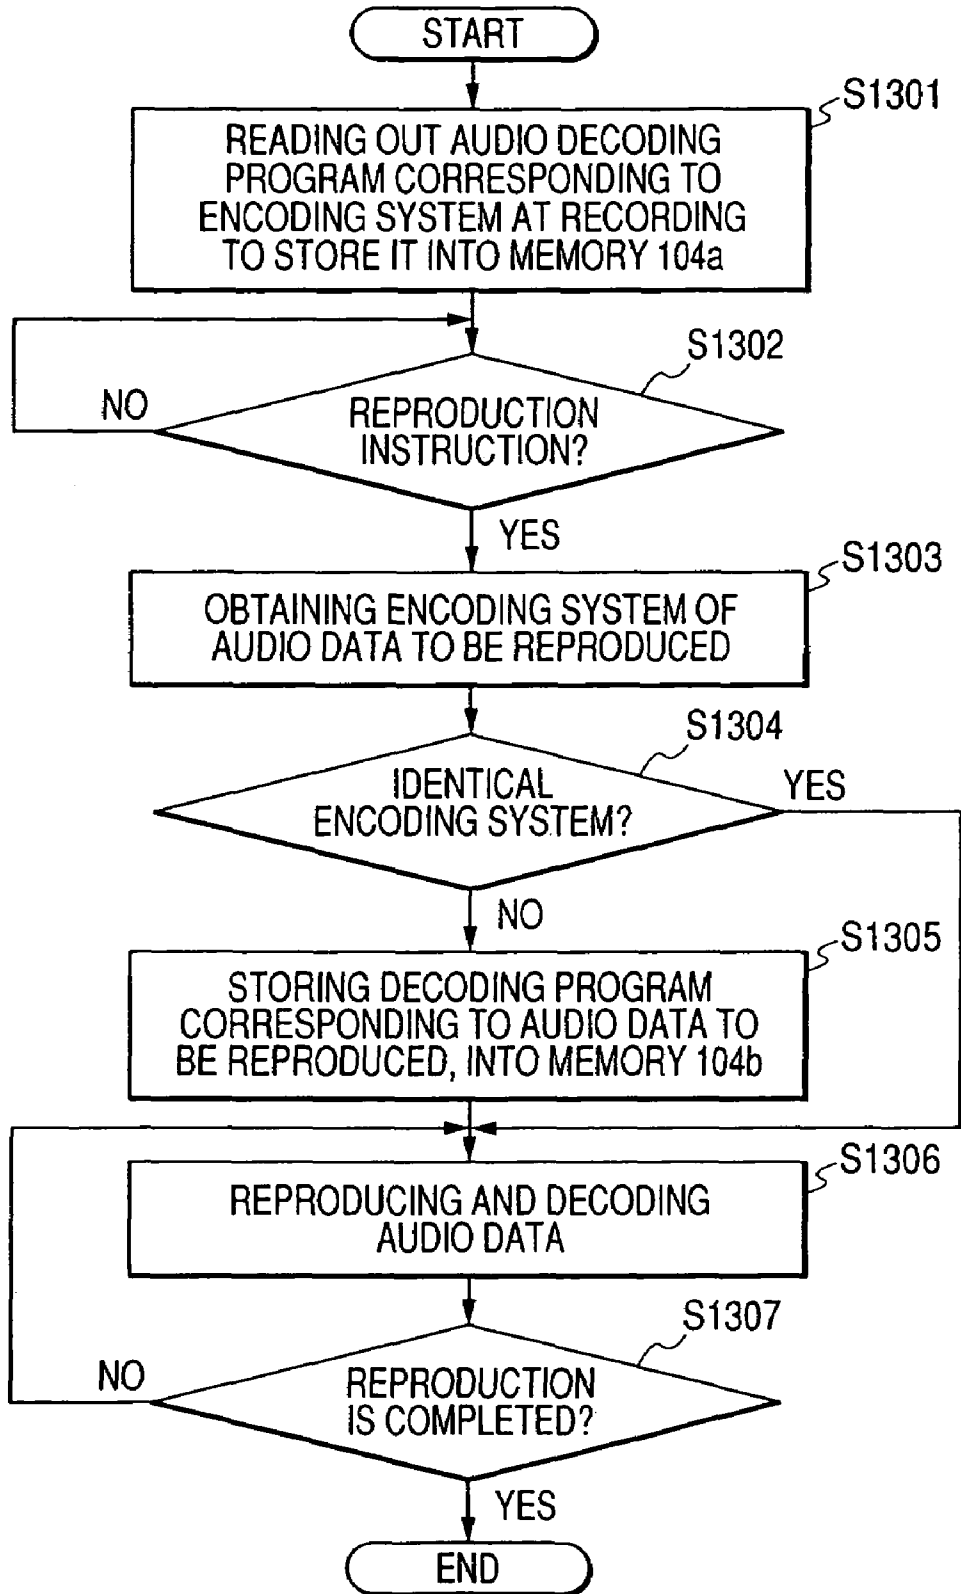 START
S1301
READING OUT AUDIO DECODING
PROGRAM CORRESPONDING TO
ENCODING SYSTEM AT RECORDING
TO STORE IT INTO MEMORY 104a
S1302
NO
REPRODUCTION
INSTRUCTION?
YES
S1303
OBTAINING ENCODING SYSTEM OF
AUDIO DATA TO BE REPRODUCED
S1304
IDENTICAL
ENCODING SYSTEM?
YES
NO
S1305
STORING DECODING PROGRAM
CORRESPONDING TO AUDIO DATA TO
BE REPRODUCED, INTO MEMORY 104b
S1306
REPRODUCING AND DECODING
AUDIO DATA
S1307
NO
REPRODUCTION
IS COMPLETED?
YES
END